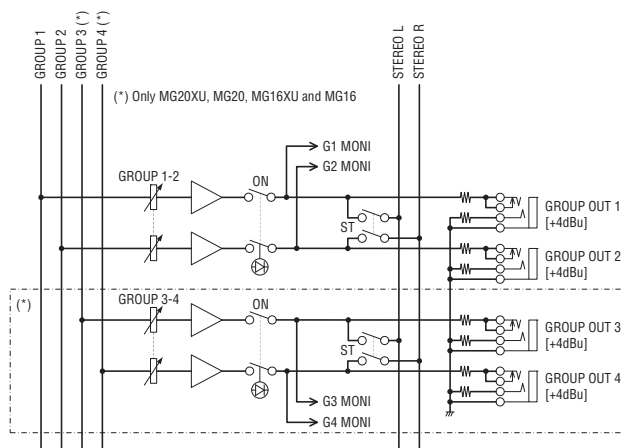 GROUP 1
GROUP 2
GROUP 3 (*)
GROUP 4 (*)
STEREO L
STEREO R
(*) Only MG20XU, MG20, MG16XU and MG16
G1 MONI
G2 MONI
GROUP 1-2
ON
ST
GROUP OUT 1
[+4dBu]
GROUP OUT 2
[+4dBu]
(*)
GROUP 3-4
ON
ST
GROUP OUT 3
[+4dBu]
GROUP OUT 4
[+4dBu]
G3 MONI
G4 MONI